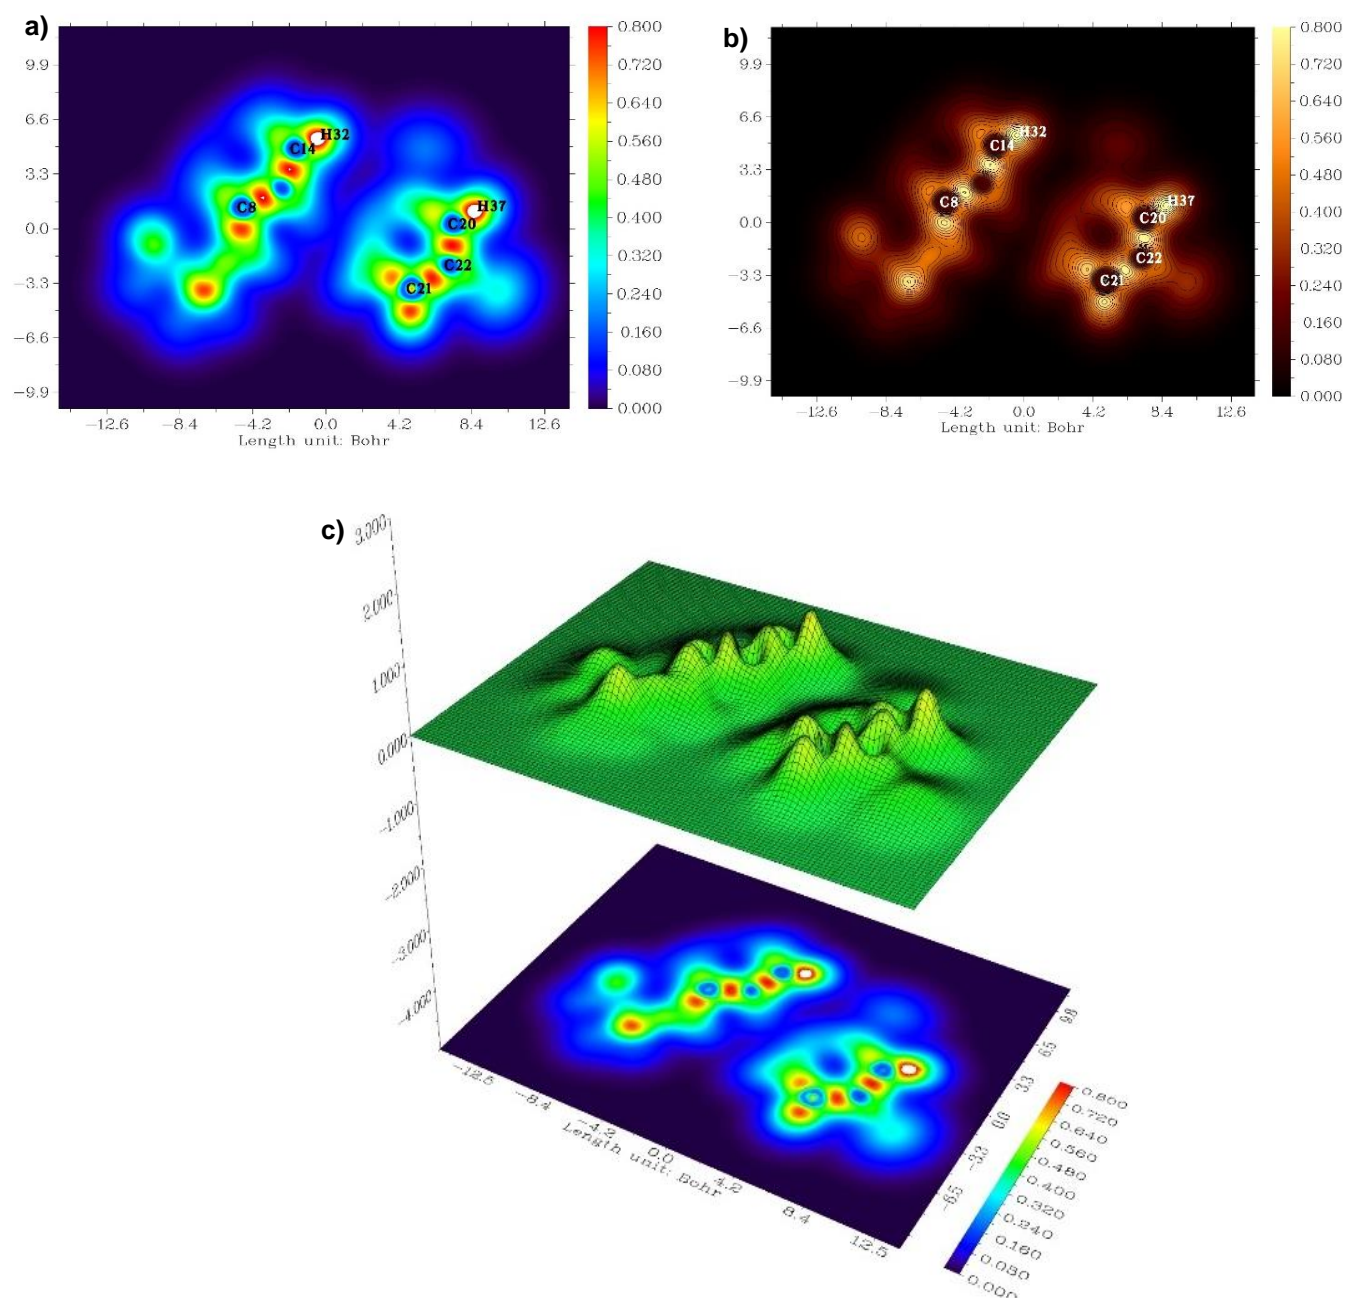 a)
9.9
6.6
3.3
0.0
−3.3
−6.6
−9.9
−12.6 −8.4 −4.2 0.0 4.2 8.4 12.6
Length unit: Bohr
H32
C14
C8
H37
C20
C22
C21
0.800
0.720
0.640
0.560
0.480
0.400
0.320
0.240
0.160
0.080
0.000
b)
9.9
6.6
3.3
0.0
−3.3
−6.6
−9.9
−12.6 −8.4 −4.2 0.0 4.2 8.4 12.6
Length unit: Bohr
H32
C14
C8
H37
C20
C22
C21
0.800
0.720
0.640
0.560
0.480
0.400
0.320
0.240
0.160
0.080
0.000
c)
3.000
2.000
1.000
0.000
−1.000
−2.000
−3.000
−4.000
−12.5 −8.4 −4.2 0.0 4.2 8.4 12.5
Length unit: Bohr
9.8
6.5
3.3
0.0
−3.3
−6.5
0.800
0.720
0.640
0.560
0.480
0.400
0.320
0.240
0.160
0.080
0.000